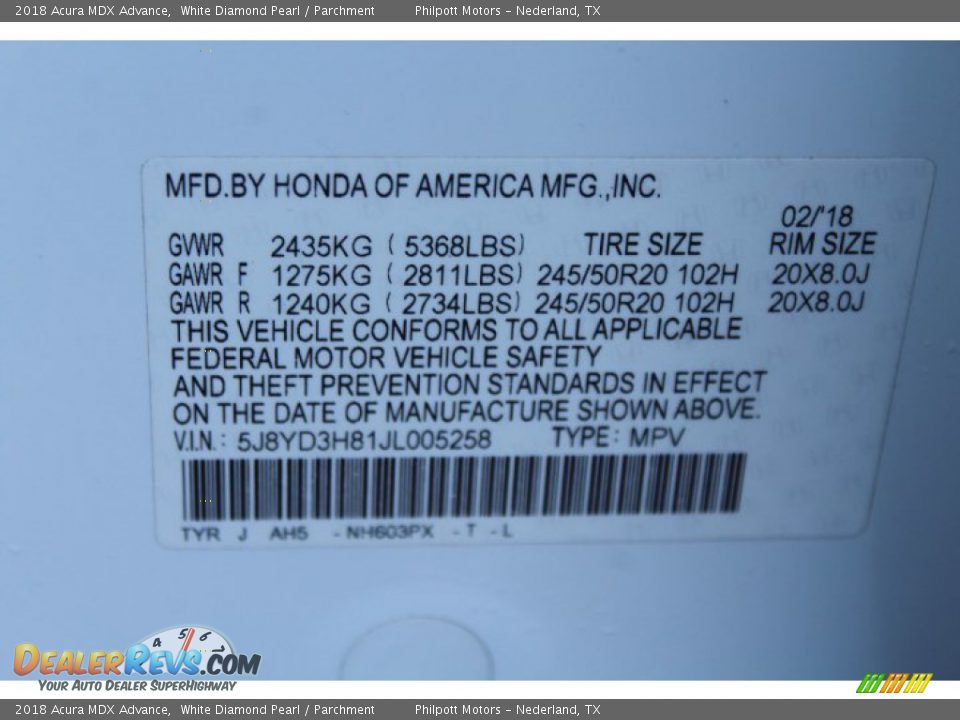 2018 Acura MDX Advance, White Diamond Pearl / Parchment Philpott Motors – Nederland, TX
MFD.BY HONDA OF AMERICA MFG.,INC.
02/'18
GVWR 2435KG (5368LBS) TIRE SIZE RIM SIZE
GAWR F 1275KG (2811LBS) 245/50R20 102H 20X8.0J
GAWR R 1240KG (2734LBS) 245/50R20 102H 20X8.0J
THIS VEHICLE CONFORMS TO ALL APPLICABLE
FEDERAL MOTOR VEHICLE SAFETY
AND THEFT PREVENTION STANDARDS IN EFFECT
ON THE DATE OF MANUFACTURE SHOWN ABOVE.
V.I.N.: 5J8YD3H81JL005258 TYPE: MPV
TYR J AH5 -NH603PX -T -L
4 5 6
DEALERREVS.COM
YOUR AUTO DEALER SUPERHIGHWAY
2018 Acura MDX Advance, White Diamond Pearl / Parchment Philpott Motors – Nederland, TX